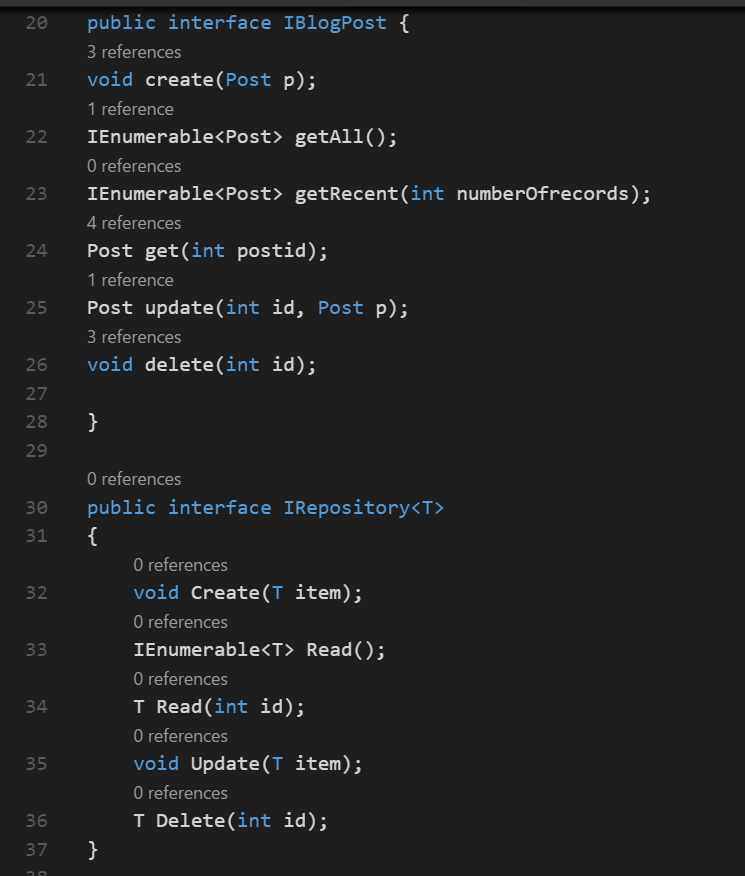 20 public interface IBlogPost {
3 references
21 void create(Post p);
1 reference
22 IEnumerable<Post> getAll();
0 references
23 IEnumerable<Post> getRecent(int numberOfrecords);
4 references
24 Post get(int postid);
1 reference
25 Post update(int id, Post p);
3 references
26 void delete(int id);
27
28 }
29
0 references
30 public interface IRepository<T>
31 {
0 references
32 void Create(T item);
0 references
33 IEnumerable<T> Read();
0 references
34 T Read(int id);
0 references
35 void Update(T item);
0 references
36 T Delete(int id);
37 }